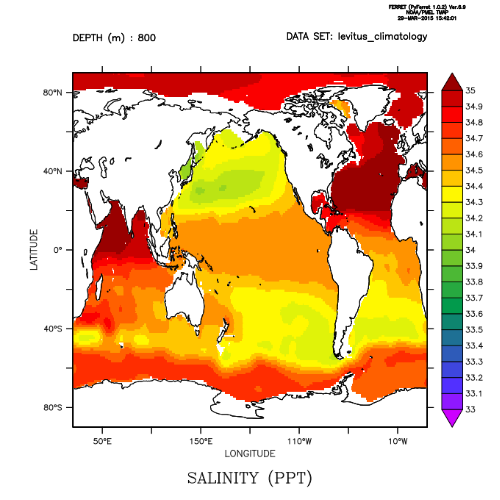 FERRET (PyFerret 1.0.2) Ver.6.9
NOAA/PMEL TMAP
29-MAR-2015 15:42:01
DEPTH (m) : 800
DATA SET: levitus_climatology
80°N
40°N
0°
40°S
80°S
LATITUDE
50°E
150°E
110°W
10°W
LONGITUDE
35
34.9
34.8
34.7
34.6
34.5
34.4
34.3
34.2
34.1
34
33.9
33.8
33.7
33.6
33.5
33.4
33.3
33.2
33.1
33
SALINITY (PPT)